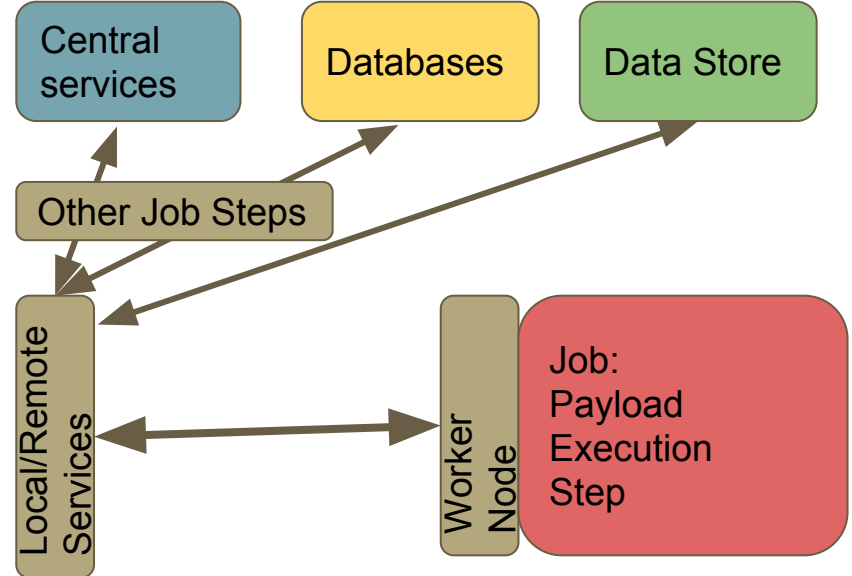 Central
services
Databases
Data Store
Other Job Steps
Local/Remote
Services
Worker
Node
Job:
Payload
Execution
Step